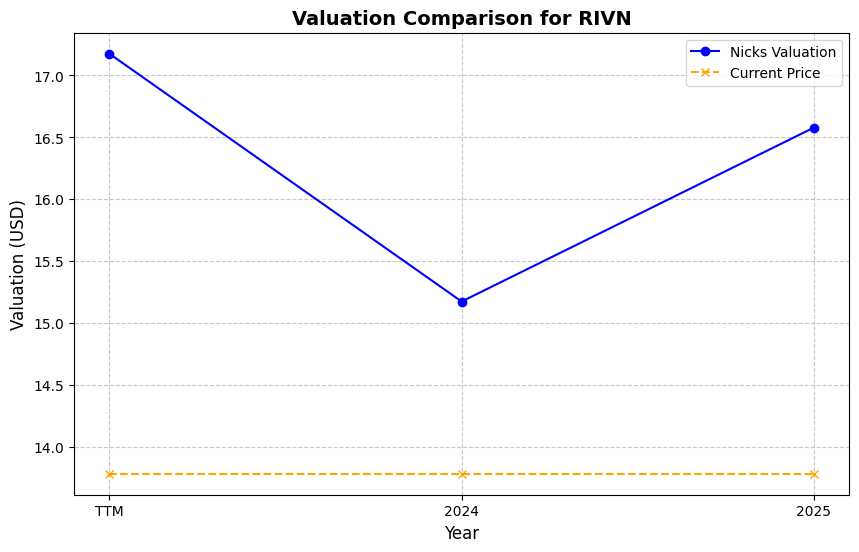 Valuation Comparison for RIVN
Nicks Valuation
Current Price
Valuation (USD)
17.0
16.5
16.0
15.5
15.0
14.5
14.0
TTM
2024
2025
Year